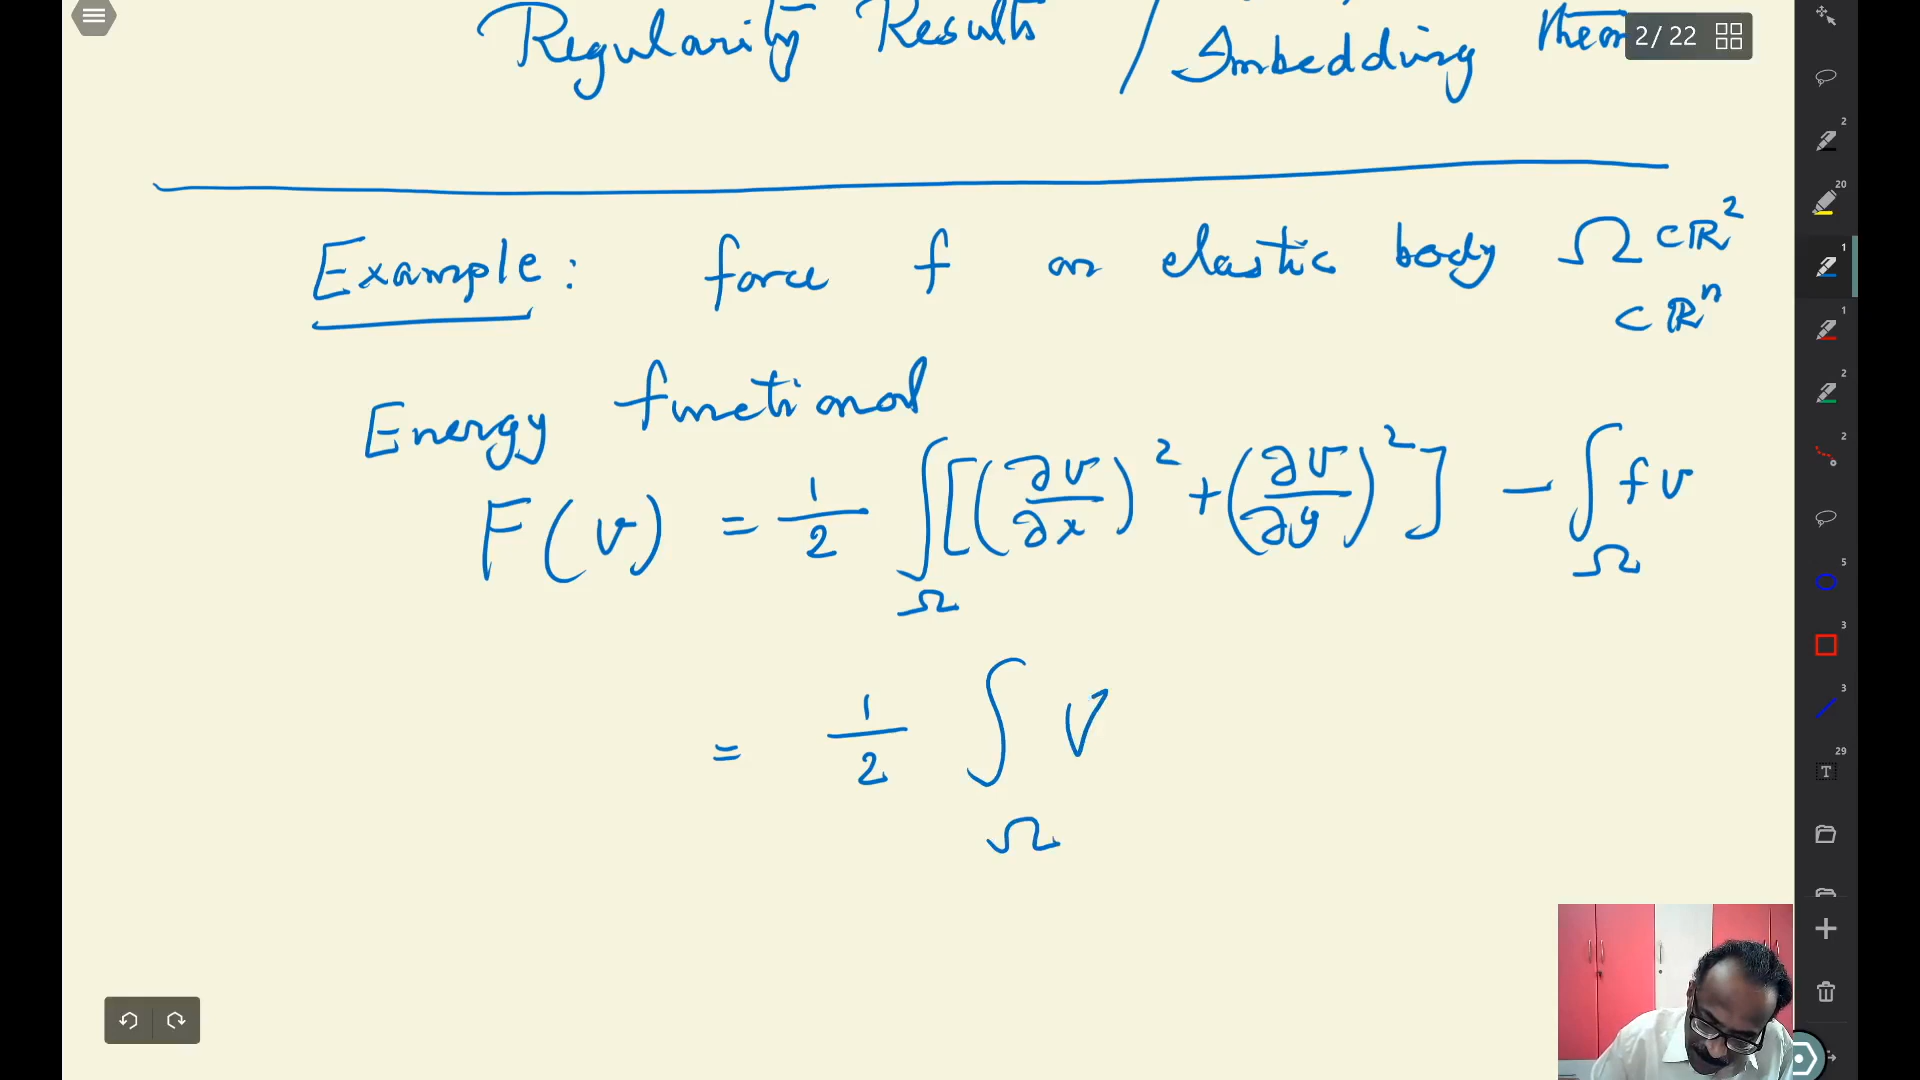 Regularity Results / Imbedding Theor
2/22
Example: force f on elastic body Ω ⊂ ℝ²
⊂ ℝⁿ
Energy functional
F(v) = 1/2 ∫_Ω [(∂v/∂x)² + (∂v/∂y)²] - ∫_Ω f v
= 1/2 ∫_Ω ∇